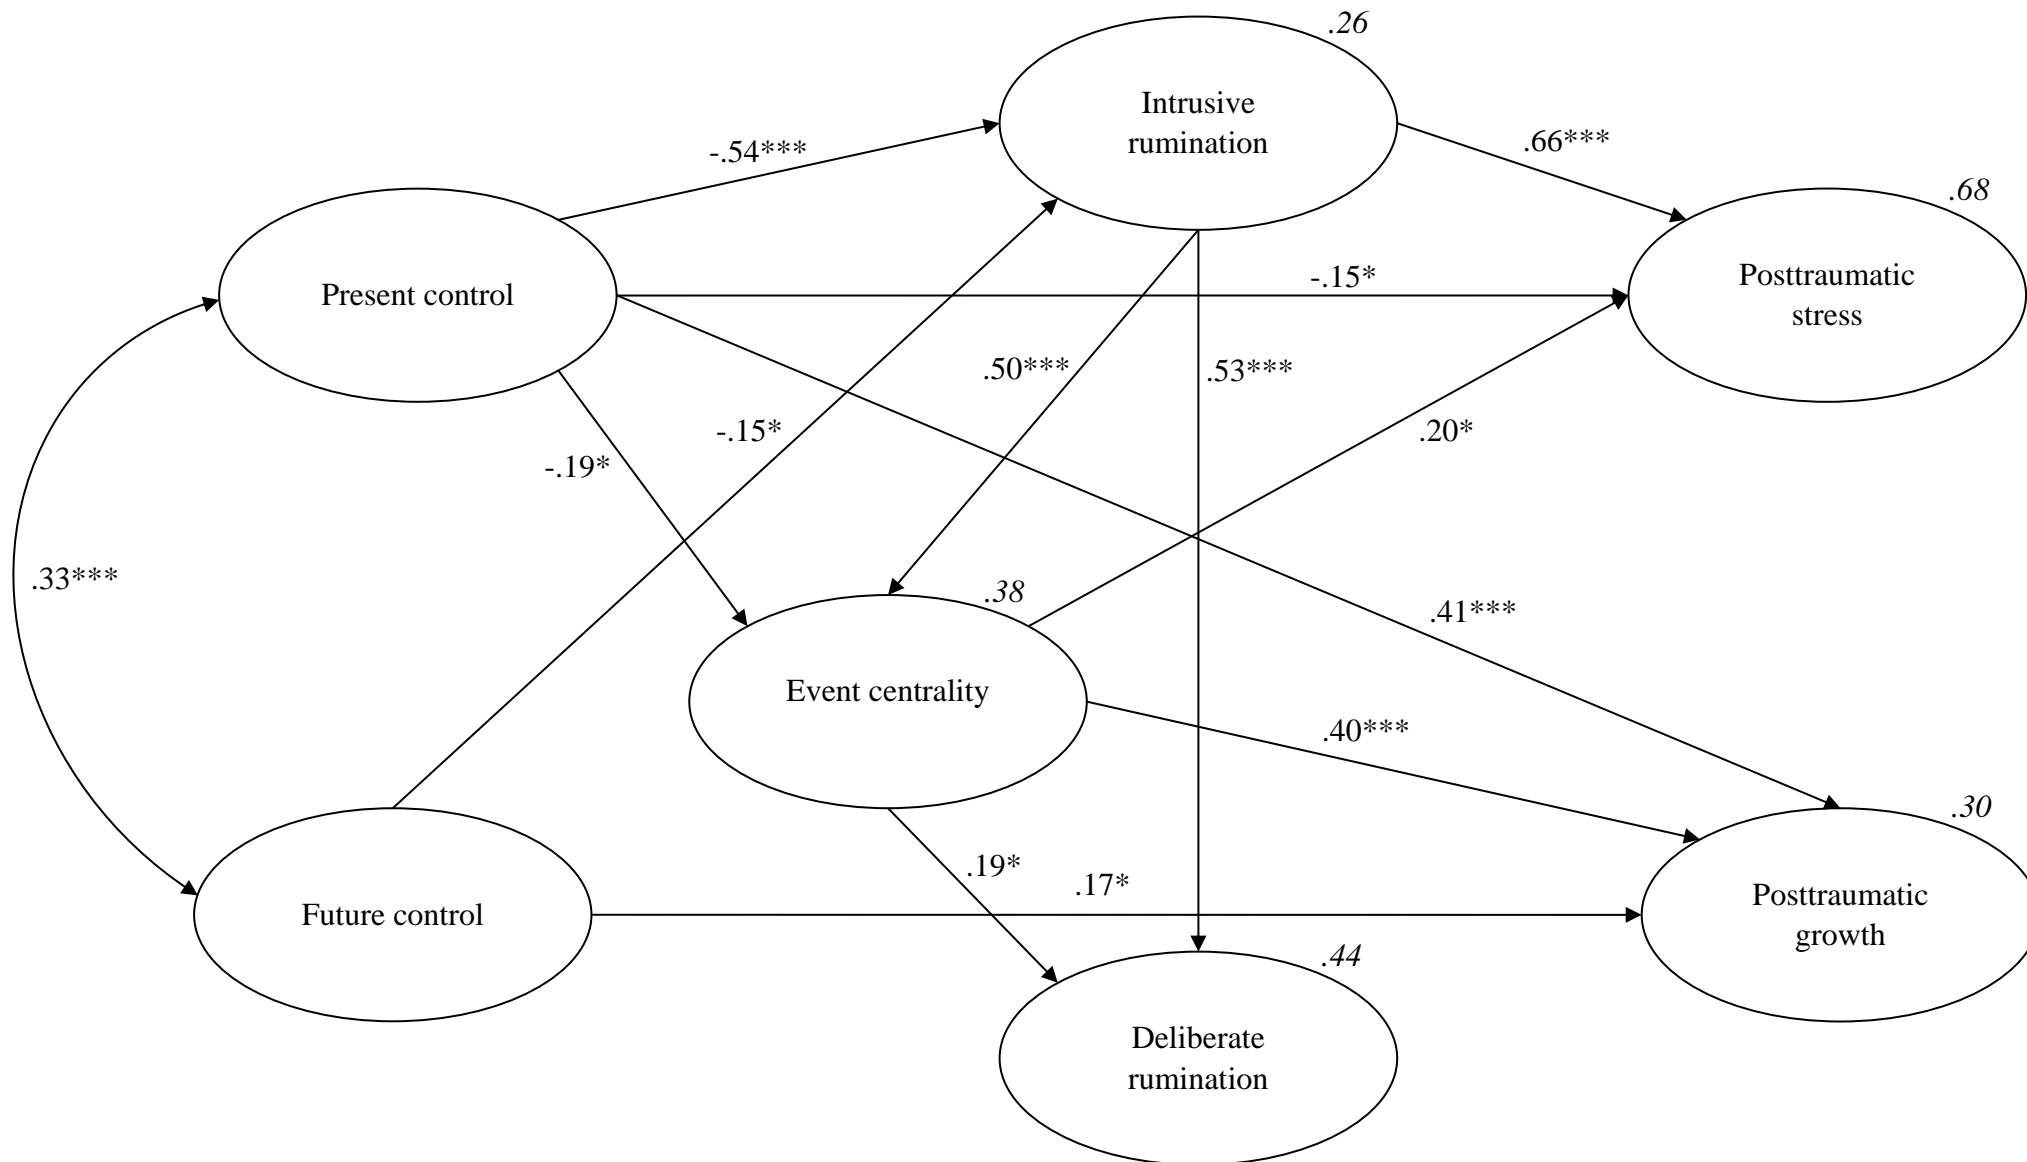 .26
Intrusive
rumination
-.54***
.66***
.68
Present control
-.15*
Posttraumatic
stress
.50***
.53***
-.15*
.20*
-.19*
.33***
.38
.41***
Event centrality
.40***
.30
.19*
.17*
Future control
Posttraumatic
growth
.44
Deliberate
rumination